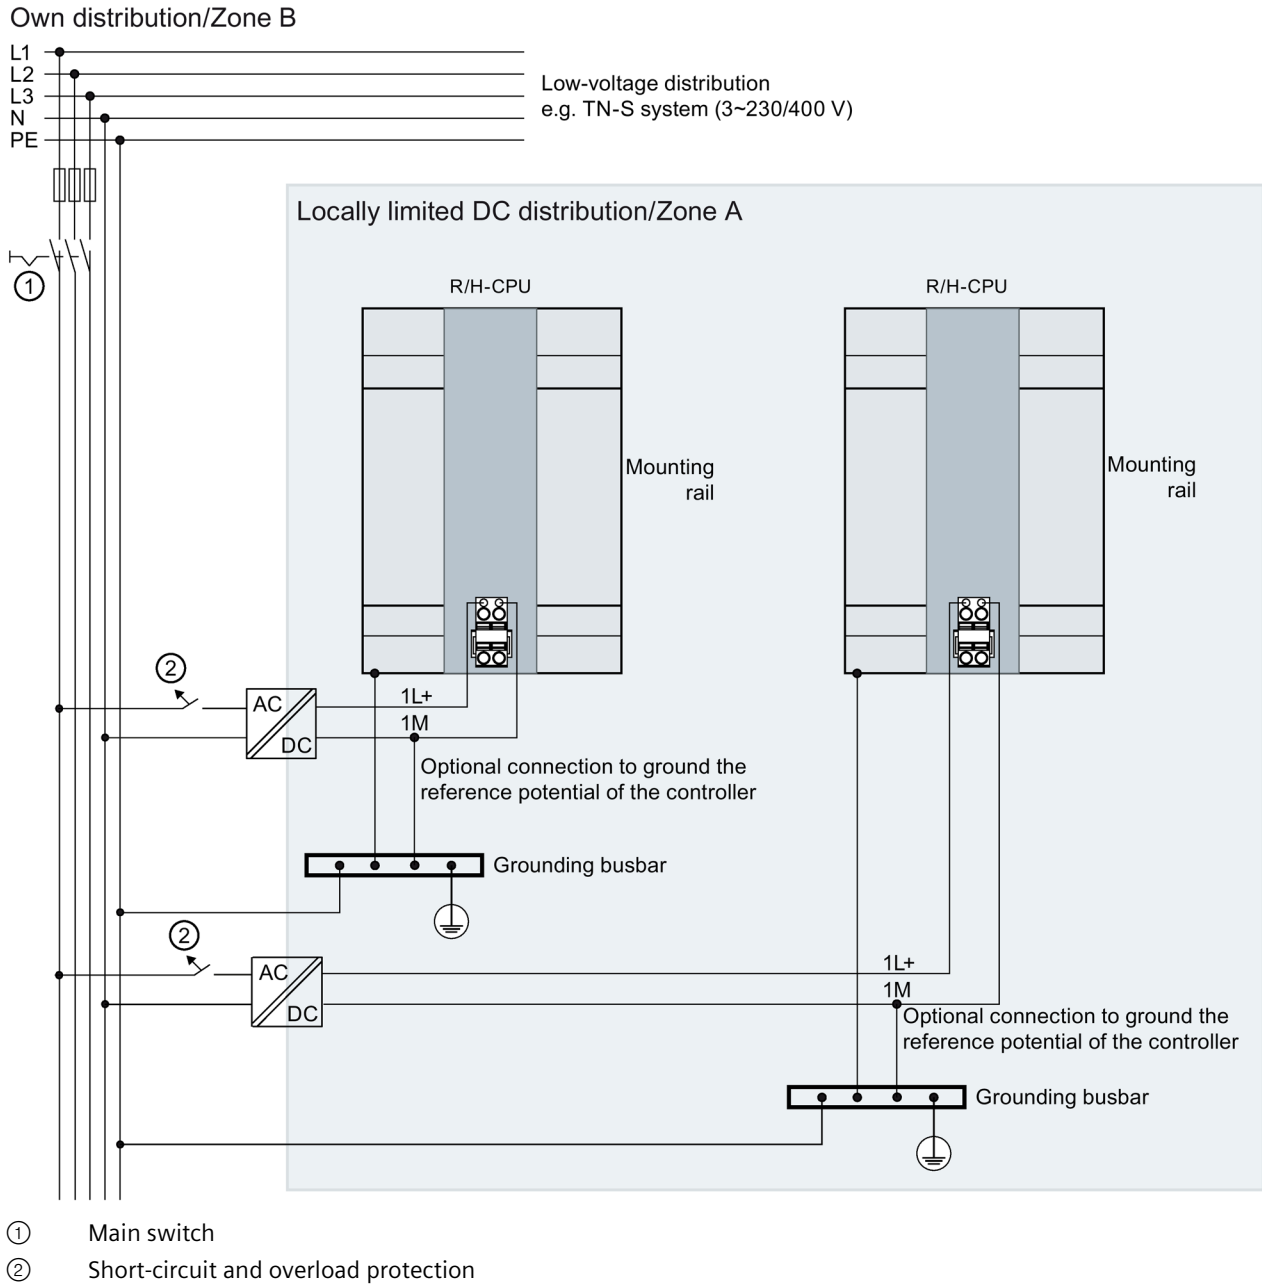 Own distribution/Zone B
L1
L2
L3
N
PE
Low-voltage distribution
e.g. TN-S system (3~230/400 V)
Locally limited DC distribution/Zone A
①
R/H-CPU
R/H-CPU
Mounting
rail
Mounting
rail
②
AC
DC
1L+
1M
Optional connection to ground the
reference potential of the controller
Grounding busbar
②
AC
DC
1L+
1M
Optional connection to ground the
reference potential of the controller
Grounding busbar
① Main switch
② Short-circuit and overload protection